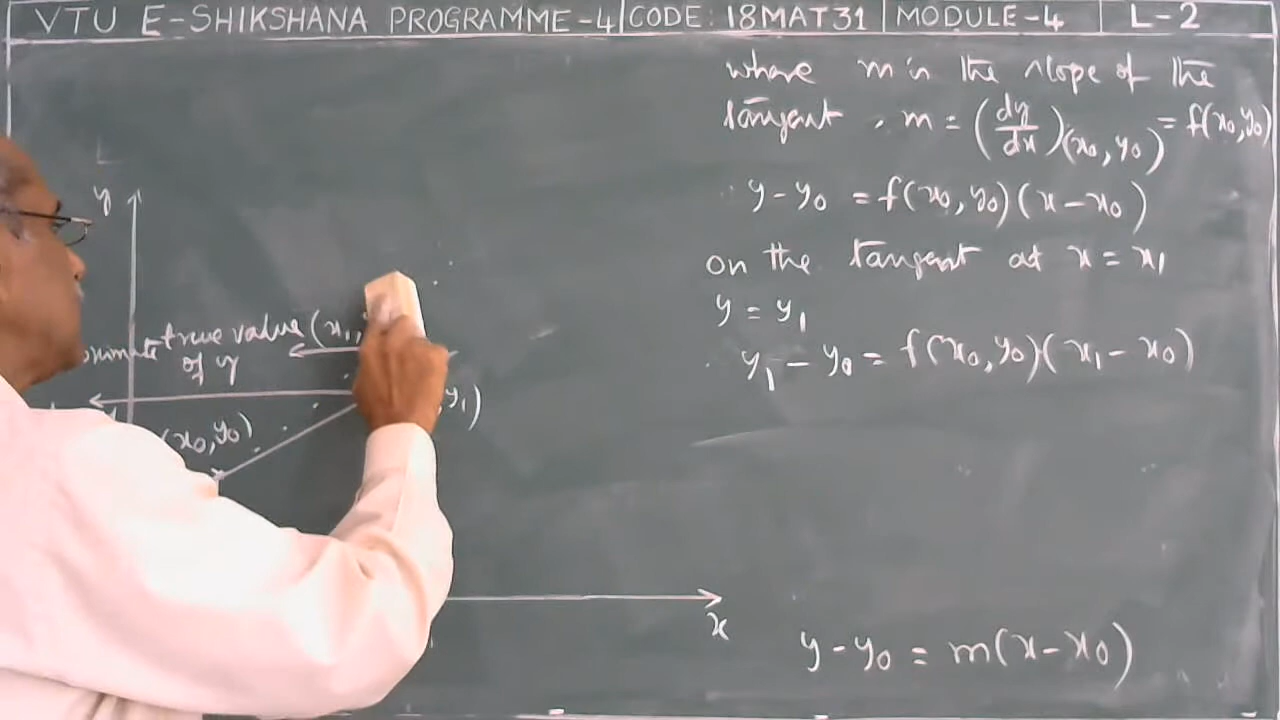 VTU E-SHIKSHANA PROGRAMME-4 | CODE: 18MAT31 | MODULE-4 | L-2
where m is the slope of the
tangent, m = (dy/dx)(x0, y0) = f(x0, y0)
y - y0 = f(x0, y0)(x - x0)
on the tangent at x = x1
y = y1
y1 - y0 = f(x0, y0)(x1 - x0)
y - y0 = m(x - x0)
y
true value (x1,
of y
, y1)
(x0, y0)
x